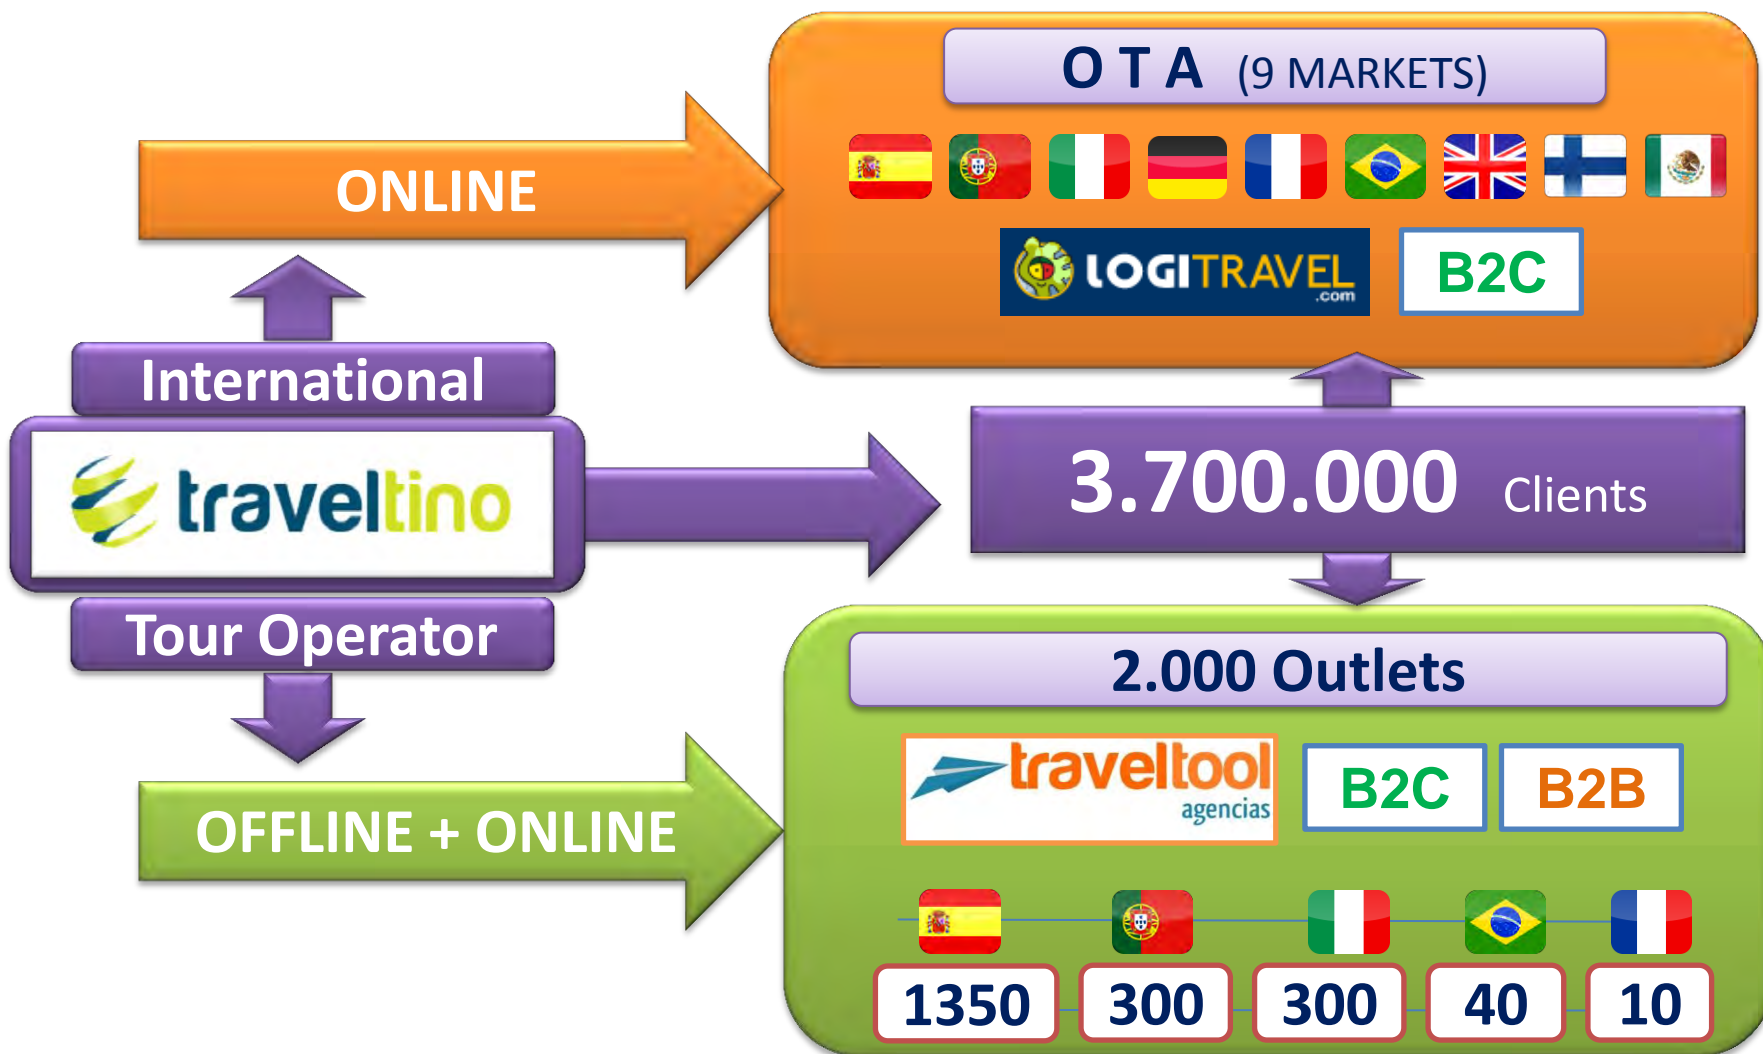 O T A (9 MARKETS)
ONLINE
LOGITRAVEL
.com
B2C
International
traveltino
3.700.000 Clients
Tour Operator
2.000 Outlets
traveltool
agencias
B2C
B2B
OFFLINE + ONLINE
1350 300 300 40 10